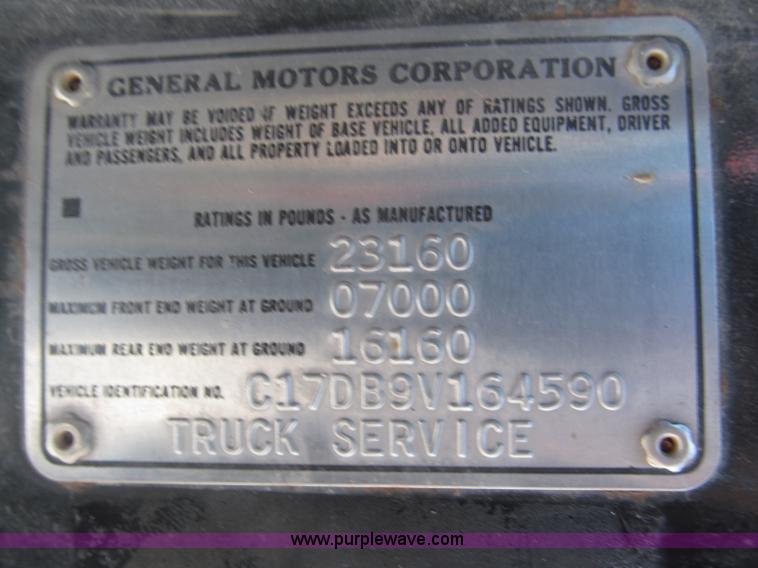 GENERAL MOTORS CORPORATION
WARRANTY MAY BE VOIDED IF WEIGHT EXCEEDS ANY OF RATINGS SHOWN. GROSS
VEHICLE WEIGHT INCLUDES WEIGHT OF BASE VEHICLE, ALL ADDED EQUIPMENT, DRIVER
AND PASSENGERS, AND ALL PROPERTY LOADED INTO OR ONTO VEHICLE.
RATINGS IN POUNDS - AS MANUFACTURED
GROSS VEHICLE WEIGHT FOR THIS VEHICLE 23160
MAXIMUM FRONT END WEIGHT AT GROUND 07000
MAXIMUM REAR END WEIGHT AT GROUND 16160
VEHICLE IDENTIFICATION NO. C17DB9V164590
TRUCK SERVICE
www.purplewave.com